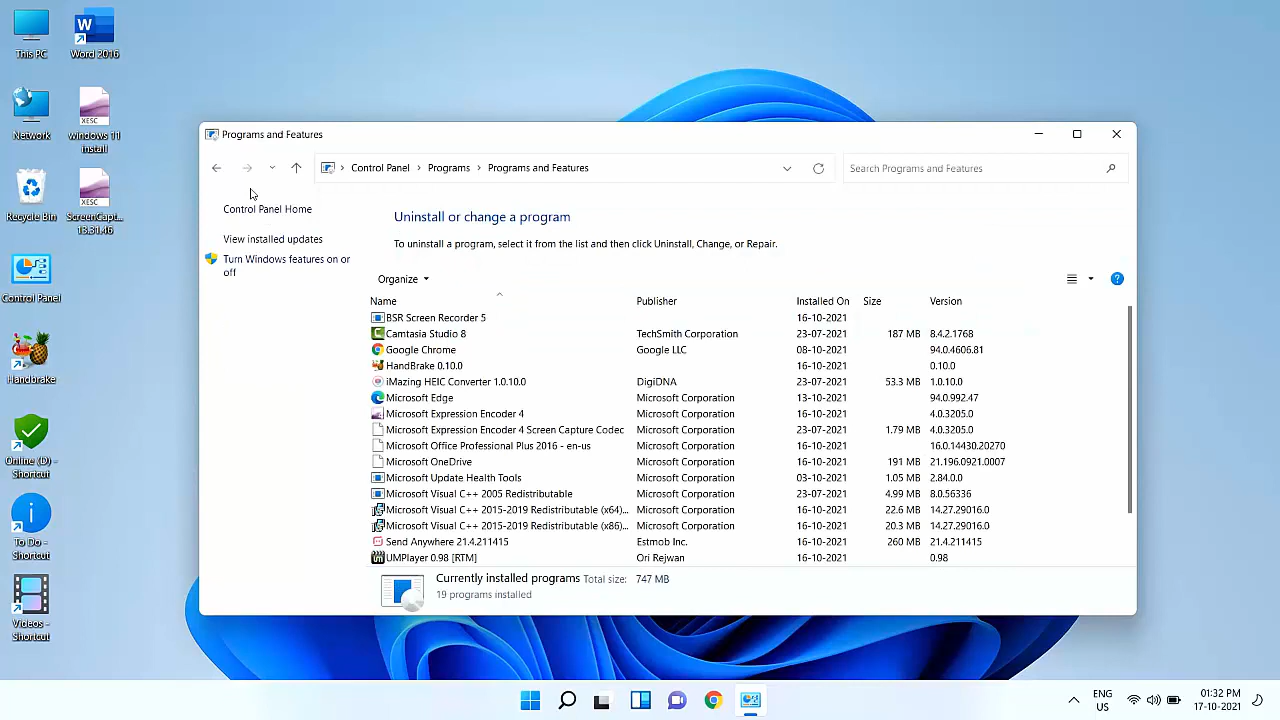 This PC
Word 2016
Network
windows 11
install
Recycle Bin
ScreenCapt...
13.31.46
Control Panel
Handbrake
Online (D) -
Shortcut
To Do -
Shortcut
Videos -
Shortcut
XESC
XESC
Programs and Features
Control Panel > Programs > Programs and Features
Search Programs and Features
Control Panel Home
View installed updates
Turn Windows features on or
off
Uninstall or change a program
To uninstall a program, select it from the list and then click Uninstall, Change, or Repair.
Organize
Name Publisher Installed On Size Version
BSR Screen Recorder 5 16-10-2021
Camtasia Studio 8 TechSmith Corporation 23-07-2021 187 MB 8.4.2.1768
Google Chrome Google LLC 08-10-2021 94.0.4606.81
HandBrake 0.10.0 16-10-2021 0.10.0
iMazing HEIC Converter 1.0.10.0 DigiDNA 23-07-2021 53.3 MB 1.0.10.0
Microsoft Edge Microsoft Corporation 13-10-2021 94.0.992.47
Microsoft Expression Encoder 4 Microsoft Corporation 16-10-2021 4.0.3205.0
Microsoft Expression Encoder 4 Screen Capture Codec Microsoft Corporation 23-07-2021 1.79 MB 4.0.3205.0
Microsoft Office Professional Plus 2016 - en-us Microsoft Corporation 16-10-2021 16.0.14430.20270
Microsoft OneDrive Microsoft Corporation 16-10-2021 191 MB 21.196.0921.0007
Microsoft Update Health Tools Microsoft Corporation 03-10-2021 1.05 MB 2.84.0.0
Microsoft Visual C++ 2005 Redistributable Microsoft Corporation 23-07-2021 4.99 MB 8.0.56336
Microsoft Visual C++ 2015-2019 Redistributable (x64)... Microsoft Corporation 16-10-2021 22.6 MB 14.27.29016.0
Microsoft Visual C++ 2015-2019 Redistributable (x86)... Microsoft Corporation 16-10-2021 20.3 MB 14.27.29016.0
Send Anywhere 21.4.211415 Estmob Inc. 16-10-2021 260 MB 21.4.211415
UMPlayer 0.98 [RTM] Ori Rejwan 16-10-2021 0.98
Currently installed programs Total size: 747 MB
19 programs installed
ENG
US
01:32 PM
17-10-2021